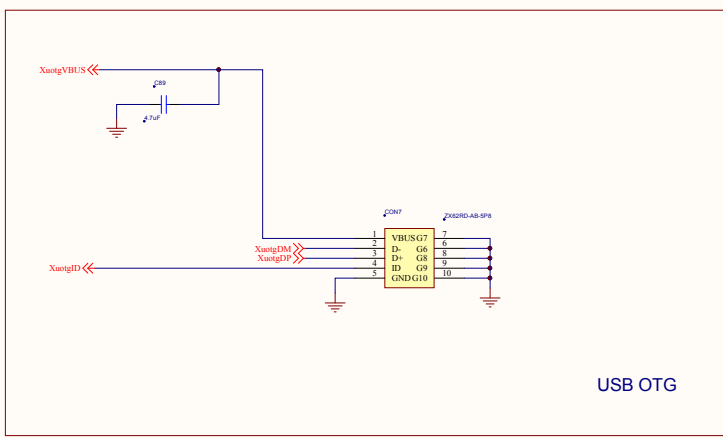 XuotgVBUS
C89
4.7uF
CON7
ZX62RD-AB-5P8
1 VBUS G7 7
2 D- G6 6
3 D+ G8 8
4 ID G9 9
5 GND G10 10
XuotgDM
XuotgDP
XuotgID
USB OTG